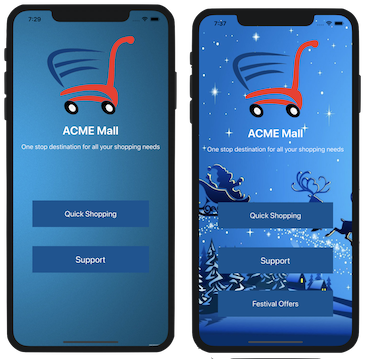 7:29
ACME Mall
One stop destination for all your shopping needs
Quick Shopping
Support
7:37
ACME Mall
One stop destination for all your shopping needs
Quick Shopping
Support
Festival Offers